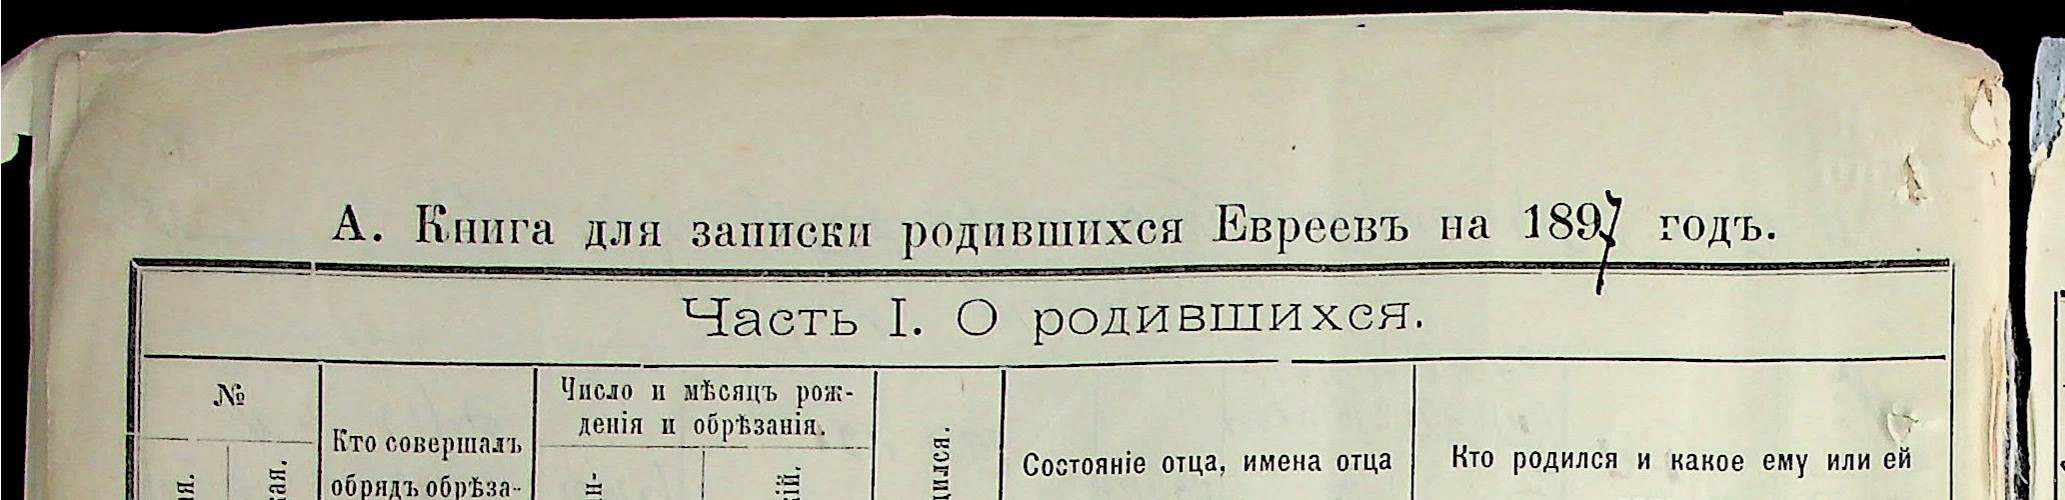 А. Книга для записки родившихся Евреевъ на 1897 годъ.
Часть I. О родившихся.
№
Кто совершалъ
обрядъ обрѣза-
Число и мѣсяцъ рож-
денія и обрѣзанія.
Состояніе отца, имена отца
Кто родился и какое ему или ей